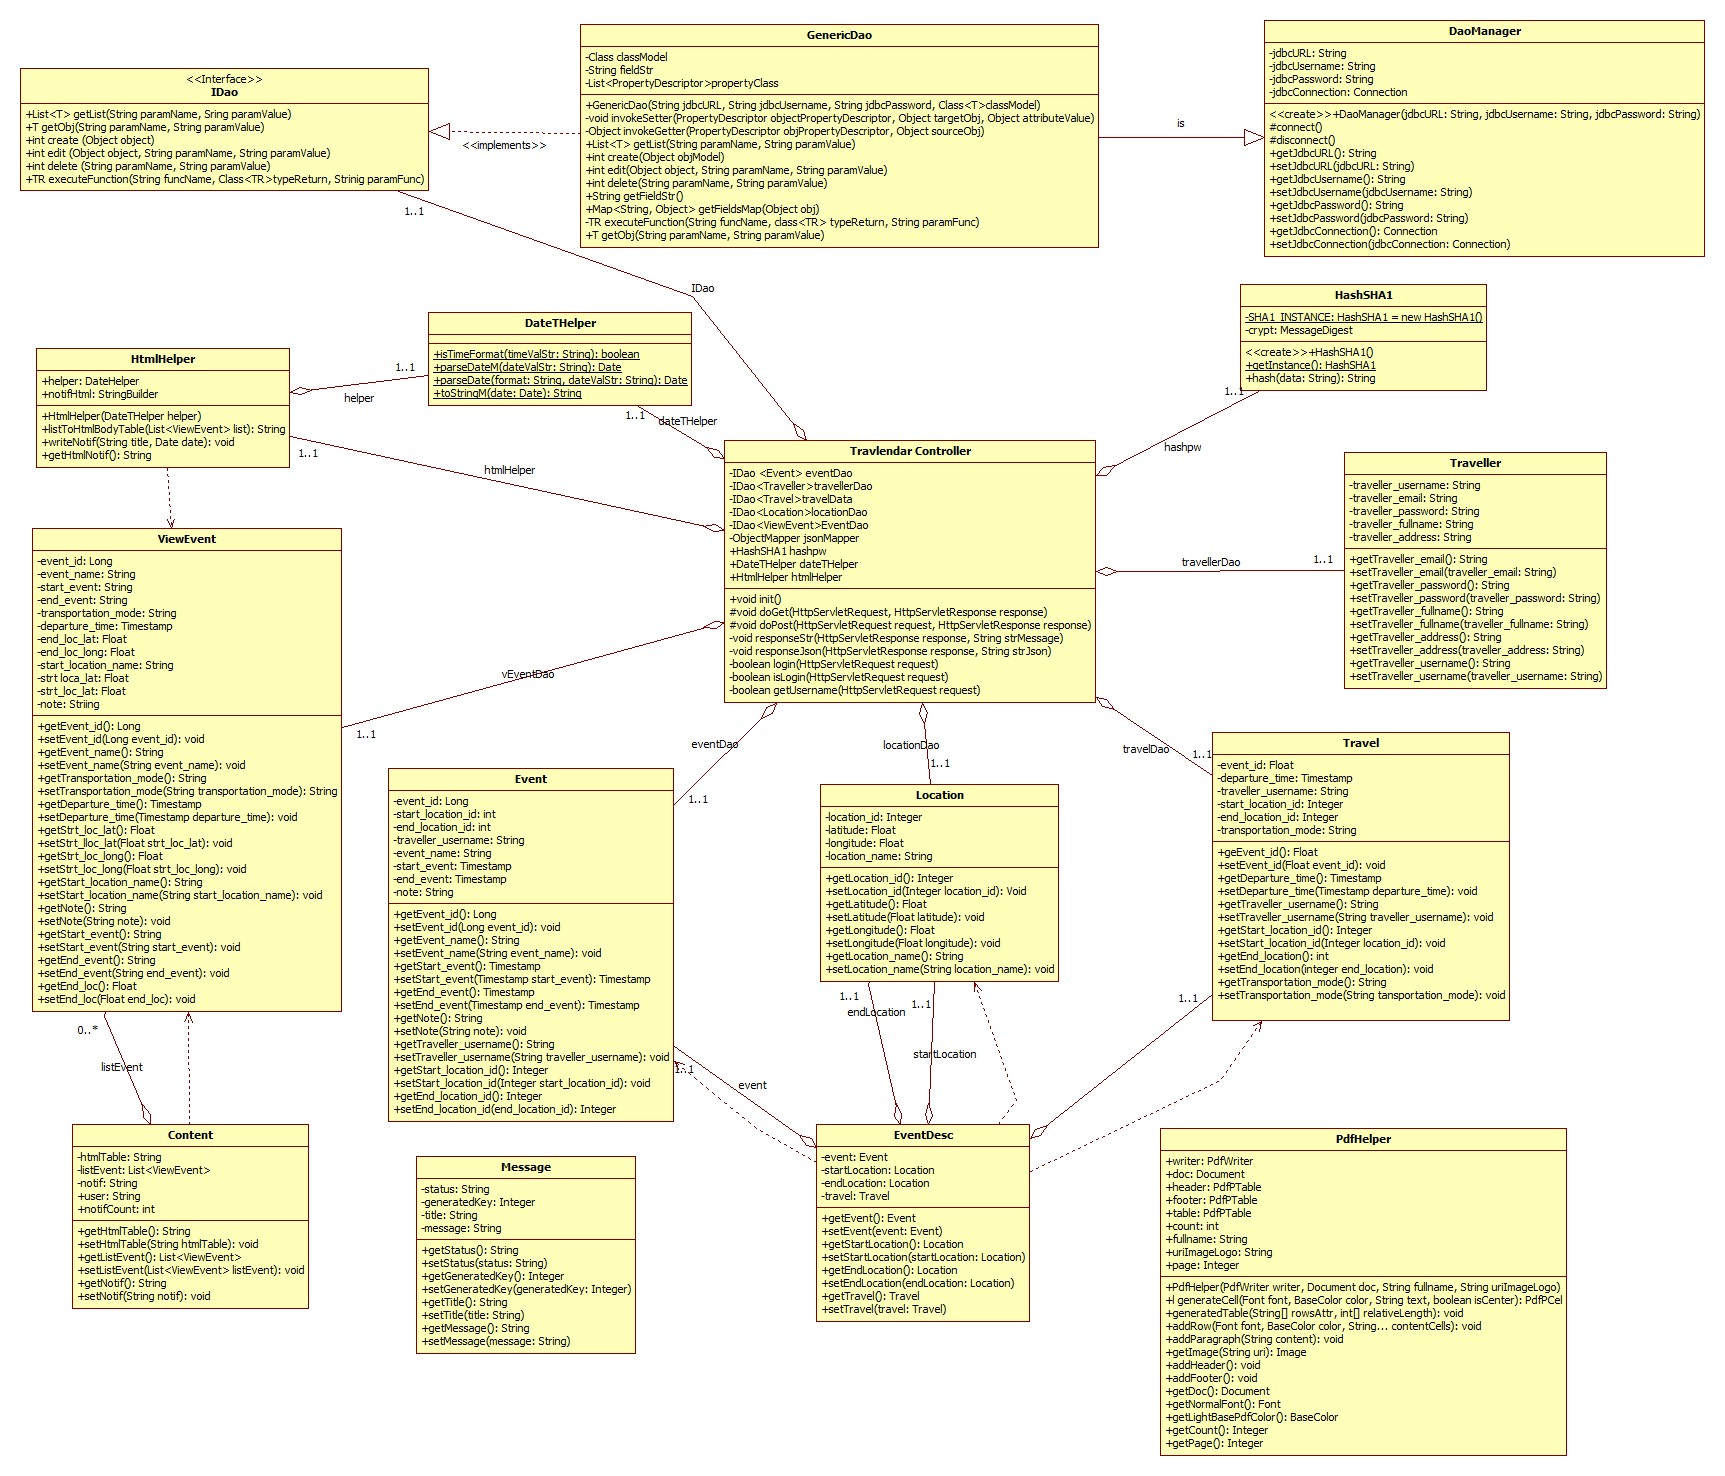 GenericDao
-Class classModel
-String fieldStr
-List<PropertyDescriptor>propertyClass
+GenericDao(String jdbcURL, String jdbcUsername, String jdbcPassword, Class<T>classModel)
-void invokeSetter(PropertyDescriptor objectPropertyDescriptor, Object targetObj, Object attributeValue)
-Object invokeGetter(PropertyDescriptor objPropertyDescriptor, Object sourceObj)
+List<T> getList(String paramName, String paramValue)
+int create(Object objModel)
+int edit(Object object, String paramName, String paramValue)
+int delete(String paramName, String paramValue)
+String getFieldStr()
+Map<String, Object> getFieldsMap(Object obj)
-TR executeFunction(String funcName, class<TR> typeReturn, String paramFunc)
+T getObj(String paramName, String paramValue)
DaoManager
-jdbcURL: String
-jdbcUsername: String
-jdbcPassword: String
-jdbcConnection: Connection
<<create>>+DaoManager(jdbcURL: String, jdbcUsername: String, jdbcPassword: String)
#connect()
#disconnect()
+getJdbcURL(): String
+setJdbcURL(jdbcURL: String)
+getJdbcUsername(): String
+setJdbcUsername(jdbcUsername: String)
+getJdbcPassword(): String
+setJdbcPassword(jdbcPassword: String)
+getJdbcConnection(): Connection
+setJdbcConnection(jdbcConnection: Connection)
<<Interface>>
IDao
+List<T> getList(String paramName, Sring paramValue)
+T getObj(String paramName, String paramValue)
+int create (Object object)
+int edit (Object object, String paramName, String paramValue)
+int delete (String paramName, String paramValue)
+TR executeFunction(String funcName, Class<TR>typeReturn, Strinig paramFunc)
<<implements>>
is
1..1
IDao
HashSHA1
-SHA1_INSTANCE: HashSHA1 = new HashSHA1()
-crypt: MessageDigest
<<create>>+HashSHA1()
+getInstance(): HashSHA1
+hash(data: String): String
1..1
hashpw
DateTHelper
+isTimeFormat(timeValStr: String): boolean
+parseDateM(dateValStr: String): Date
+parseDate(format: String, dateValStr: String): Date
+toStringM(date: Date): String
1..1
dateTHelper
HtmlHelper
+helper: DateHelper
+notifHtml: StringBuilder
+HtmlHelper(DateTHelper helper)
+listToHtmlBodyTable(List<ViewEvent> list): String
+writeNotif(String title, Date date): void
+getHtmlNotif(): String
1..1
helper
1..1
htmlHelper
Travlendar Controller
-IDao <Event> eventDao
-IDao<Traveller>travellerDao
-IDao<Travel>travelData
-IDao<Location>locationDao
-IDao<ViewEvent>EventDao
-ObjectMapper jsonMapper
+HashSHA1 hashpw
+DateTHelper dateTHelper
+HtmlHelper htmlHelper
+void init()
#void doGet(HttpServletRequest, HttpServletResponse response)
#void doPost(HttpServletRequest request, HttpServletResponse response)
-void responseStr(HttpServletResponse response, String strMessage)
-void responseJson(HttpServletResponse response, String strJson)
-boolean login(HttpServletRequest request)
-boolean isLogin(HttpServletRequest request)
-boolean getUsername(HttpServletRequest request)
Traveller
-traveller_username: String
-traveller_email: String
-traveller_password: String
-traveller_fullname: String
-traveller_address: String
+getTraveller_email(): String
+setTraveller_email(traveller_email: String)
+getTraveller_password(): String
+setTraveller_password(traveller_password: String)
+getTraveller_fullname(): String
+setTraveller_fullname(traveller_fullname: String)
+getTraveller_address(): String
+setTraveller_address(traveller_address: String)
+getTraveller_username(): String
+setTraveller_username(traveller_username: String)
travellerDao
1..1
ViewEvent
-event_id: Long
-event_name: String
-start_event: String
-end_event: String
-transportation_mode: String
-departure_time: Timestamp
-end_loc_lat: Float
-end_loc_long: Float
-start_location_name: String
-strt loca_lat: Float
-strt_loc_lat: Float
-note: Striing
+getEvent_id(): Long
+setEvent_id(Long event_id): void
+getEvent_name(): String
+setEvent_name(String event_name): void
+getTransportation_mode(): String
+setTransportation_mode(String transportation_mode): String
+getDeparture_time(): Timestamp
+setDeparture_time(Timestamp departure_time): void
+getStrt_loc_lat(): Float
+setStrt_lloc_lat(Float strt_loc_lat): void
+getStrt_loc_long(): Float
+setStrt_loc_long(Float strt_loc_long): void
+getStart_location_name(): String
+setStart_location_name(String start_location_name): void
+getNote(): String
+setNote(String note): void
+getStart_event(): String
+setStart_event(String start_event): void
+getEnd_event(): String
+setEnd_event(String end_event): void
+getEnd_loc(): Float
+setEnd_loc(Float end_loc): void
vEventDao
1..1
eventDao
1..1
locationDao
1..1
travelDao
1..1
Event
-event_id: Long
-start_location_id: int
-end_location_id: int
-traveller_username: String
-event_name: String
-start_event: Timestamp
-end_event: Timestamp
-note: String
+getEvent_id(): Long
+setEvent_id(Long event_id): void
+getEvent_name(): String
+setEvent_name(String event_name): void
+getStart_event(): Timestamp
+setStart_event(Timestamp start_event): Timestamp
+getEnd_event(): Timestamp
+setEnd_event(Timestamp end_event): Timestamp
+getNote(): String
+setNote(String note): void
+getTraveller_username(): String
+setTraveller_username(String traveller_username): void
+getStart_location_id(): Integer
+setStart_location_id(Integer start_location_id): void
+getEnd_location_id(): Integer
+setEnd_location_id(end_location_id): Integer
Location
-location_id: Integer
-latitude: Float
-longitude: Float
-location_name: String
+getLocation_id(): Integer
+setLocation_id(Integer location_id): Void
+getLatitude(): Float
+setLatitude(Float latitude): void
+getLongitude(): Float
+setLongitude(Float longitude): void
+getLocation_name(): String
+setLocation_name(String location_name): void
Travel
-event_id: Float
-departure_time: Timestamp
-traveller_username: String
-start_location_id: Integer
-end_location_id: Integer
-transportation_mode: String
+geEvent_id(): Float
+setEvent_id(Float event_id): void
+getDeparture_time(): Timestamp
+setDeparture_time(Timestamp departure_time): void
+getTraveller_username(): String
+setTraveller_username(String traveller_username): void
+getStart_location_id(): Integer
+setStart_location_id(Integer location_id): void
+getEnd_location(): int
+setEnd_location(integer end_location): void
+getTransportation_mode(): String
+setTransportation_mode(String tansportation_mode): void
0..*
listEvent
1..1
endLocation
1..1
startLocation
1..1
1..1
event
Content
-htmlTable: String
-listEvent: List<ViewEvent>
-notif: String
+user: String
+notifCount: int
+getHtmlTable(): String
+setHtmlTable(String htmlTable): void
+getListEvent(): List<ViewEvent>
+setListEvent(List<ViewEvent> listEvent): void
+getNotif(): String
+setNotif(String notif): void
Message
-status: String
-generatedKey: Integer
-title: String
-message: String
+getStatus(): String
+setStatus(status: String)
+getGeneratedKey(): Integer
+setGeneratedKey(generatedKey: Integer)
+getTitle(): String
+setTitle(title: String)
+getMessage(): String
+setMessage(message: String)
EventDesc
-event: Event
-startLocation: Location
-endLocation: Location
-travel: Travel
+getEvent(): Event
+setEvent(event: Event)
+getStartLocation(): Location
+setStartLocation(startLocation: Location)
+getEndLocation(): Location
+setEndLocation(endLocation: Location)
+getTravel(): Travel
+setTravel(travel: Travel)
PdfHelper
+writer: PdfWriter
+doc: Document
+header: PdfPTable
+footer: PdfPTable
+table: PdfPTable
+count: int
+fullname: String
+uriImageLogo: String
+page: Integer
+PdfHelper(PdfWriter writer, Document doc, String fullname, String uriImageLogo)
+l generateCell(Font font, BaseColor color, String text, boolean isCenter): PdfPCel
+generatedTable(String[] rowsAttr, int[] relativeLength): void
+addRow(Font font, BaseColor color, String... contentCells): void
+addParagraph(String content): void
+getImage(String uri): Image
+addHeader(): void
+addFooter(): void
+getDoc(): Document
+getNormalFont(): Font
+getLightBasePdfColor(): BaseColor
+getCount(): Integer
+getPage(): Integer